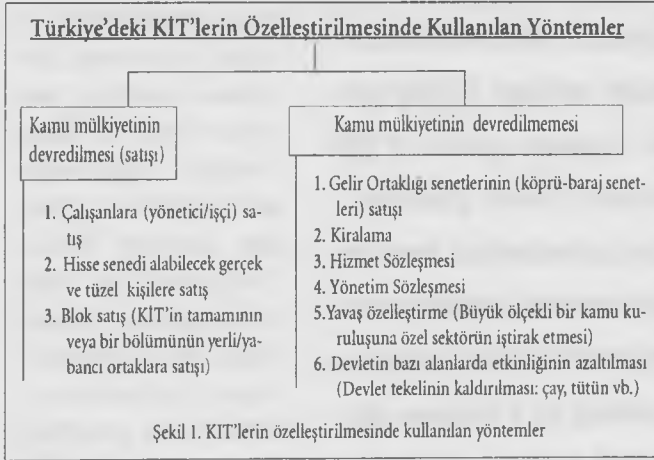 Türkiye'deki KİT'lerin Özelleştirilmesinde Kullanılan Yöntemler
Kamu mülkiyetinin
devredilmesi (satışı)
1. Çalışanlara (yönetici/işçi) sa-
tış
2. Hisse senedi alabilecek gerçek
ve tüzel kişilere satış
3. Blok satış (KİT'in tamamının
veya bir bölümünün yerli/ya-
bancı ortaklara satışı)
Kamu mülkiyetinin devredilmemesi
1. Gelir Ortaklığı senetlerinin (köprü-baraj senet-
leri) satışı
2. Kiralama
3. Hizmet Sözleşmesi
4. Yönetim Sözleşmesi
5.Yavaş özelleştirme (Büyük ölçekli bir kamu ku-
ruluşuna özel sektörün iştirak etmesi)
6. Devletin bazı alanlarda etkinliğinin azaltılması
(Devlet tekelinin kaldırılması: çay, tütün vb.)
Şekil 1. KIT'lerin özelleştirilmesinde kullanılan yöntemler